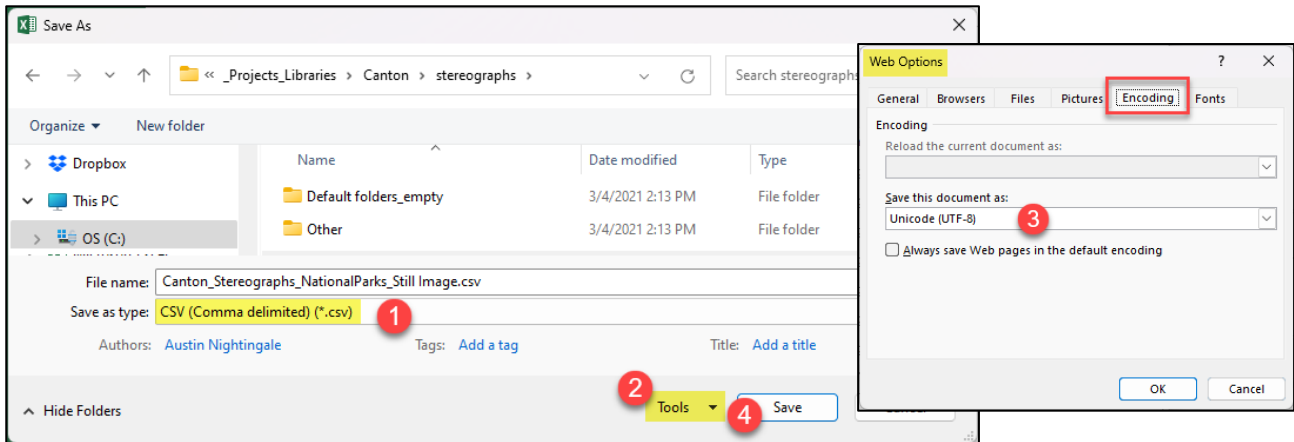 Save As
_Projects_Libraries > Canton > stereographs >
Search stereographs
Organize
New folder
Name
Date modified
Type
Dropbox
This PC
OS (C:)
Default folders_empty
3/4/2021 2:13 PM
File folder
Other
3/4/2021 2:13 PM
File folder
File name: Canton_Stereographs_NationalParks_Still Image.csv
Save as type: CSV (Comma delimited) (*.csv)
1
Authors: Austin Nightingale
Tags: Add a tag
Title: Add a title
Hide Folders
2
Tools
4
Save
Web Options
?
General Browsers Files Pictures Encoding Fonts
Encoding
Reload the current document as:
Save this document as:
Unicode (UTF-8)
3
Always save Web pages in the default encoding
OK
Cancel